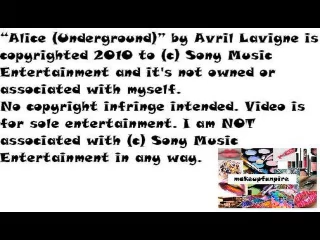 “Alice (Underground)” by Avril Lavigne is
copyrighted 2010 to (c) Sony Music
Entertainment and it's not owned or
associated with myself.
No copyright infringe intended. Video is
for sole entertainment. I am NOT
associated with (c) Sony Music
Entertainment in any way.
makeupfanpire